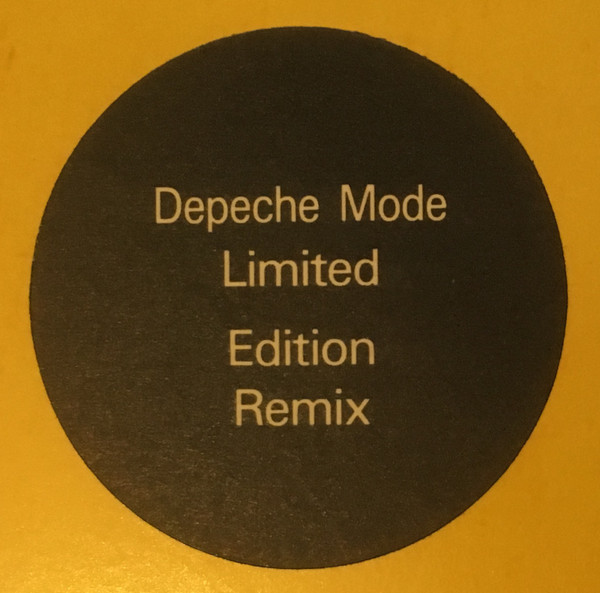 Depeche Mode
Limited
Edition
Remix